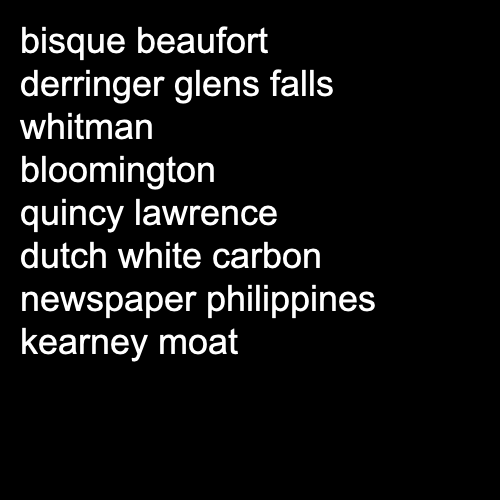 bisque beaufort
derringer glens falls
whitman
bloomington
quincy lawrence
dutch white carbon
newspaper philippines
kearney moat